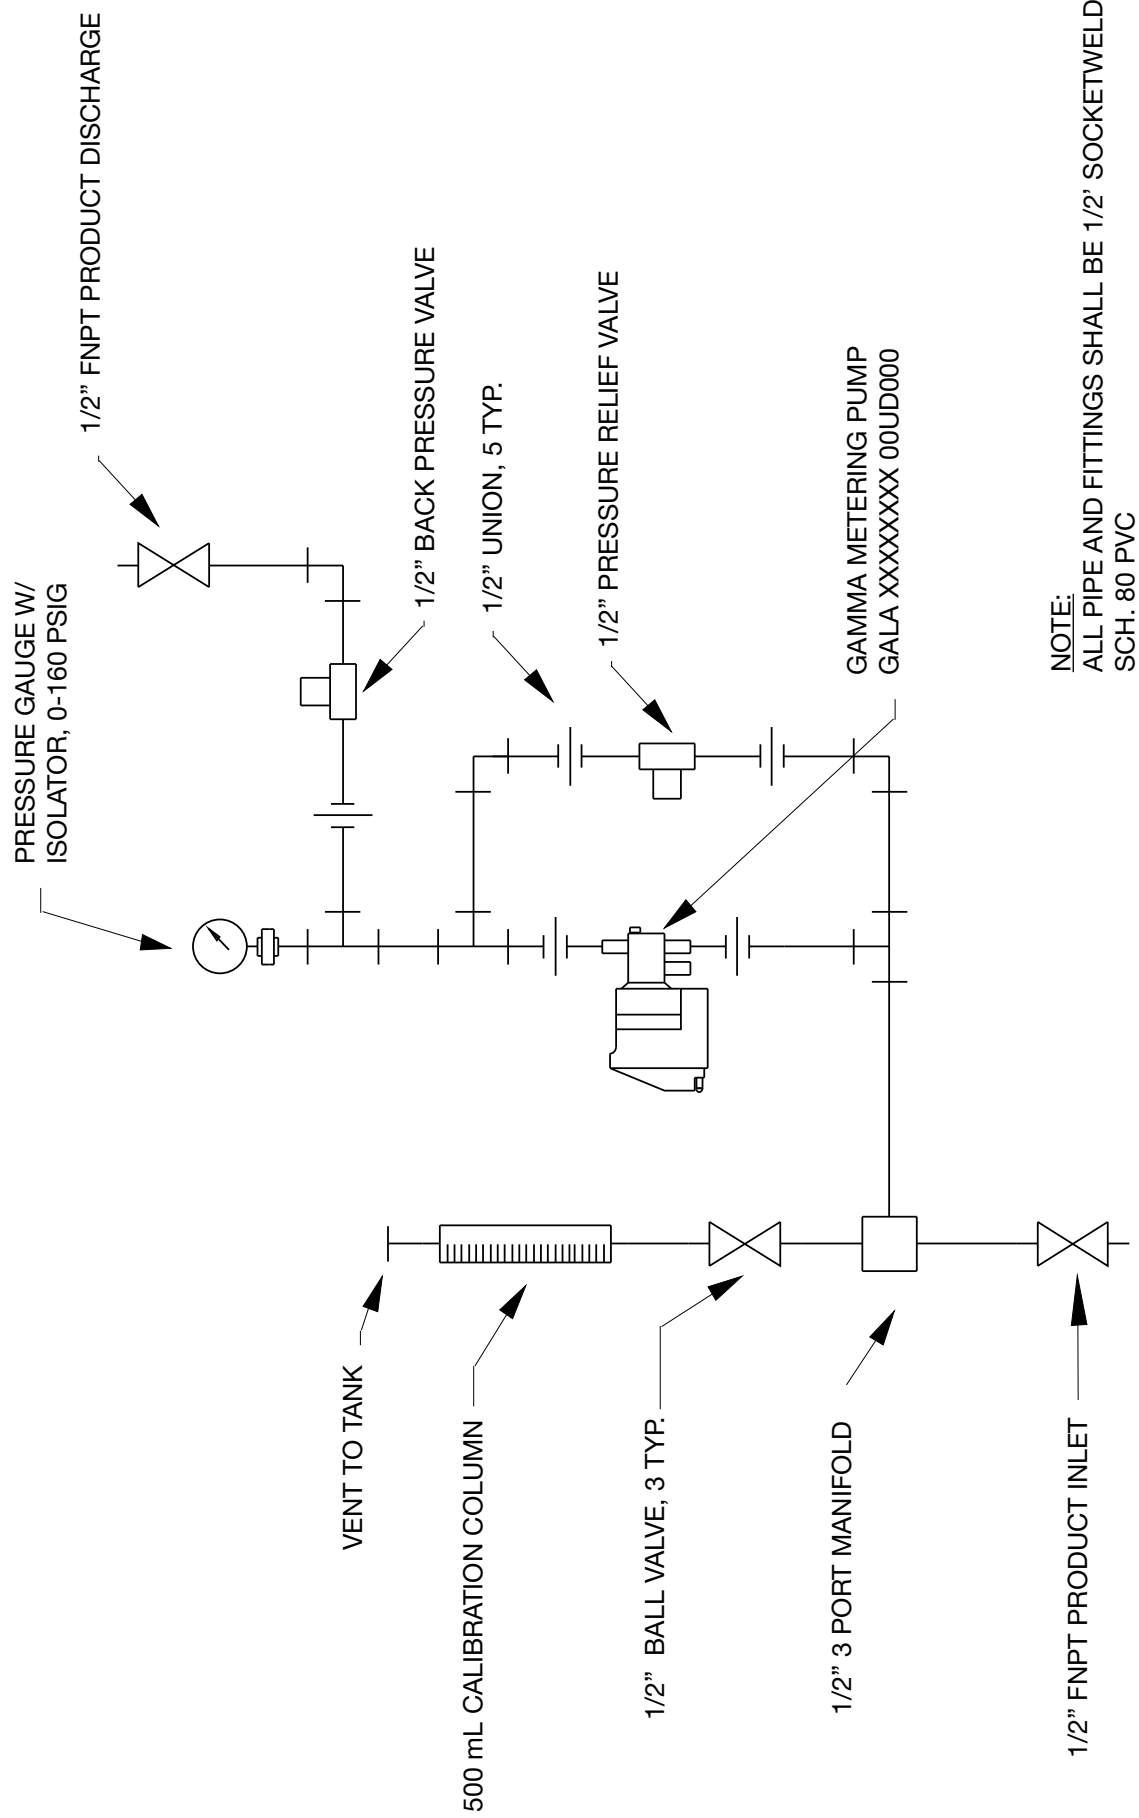 PRESSURE GAUGE W/
ISOLATOR, 0-160 PSIG
1/2” FNPT PRODUCT DISCHARGE
VENT TO TANK
1/2” BACK PRESSURE VALVE
500 mL CALIBRATION COLUMN
1/2” UNION, 5 TYP.
1/2” PRESSURE RELIEF VALVE
1/2” BALL VALVE, 3 TYP.
1/2” 3 PORT MANIFOLD
GAMMA METERING PUMP
GALA XXXXXXXX 00UD000
1/2” FNPT PRODUCT INLET
NOTE:
ALL PIPE AND FITTINGS SHALL BE 1/2’ SOCKETWELD
SCH. 80 PVC